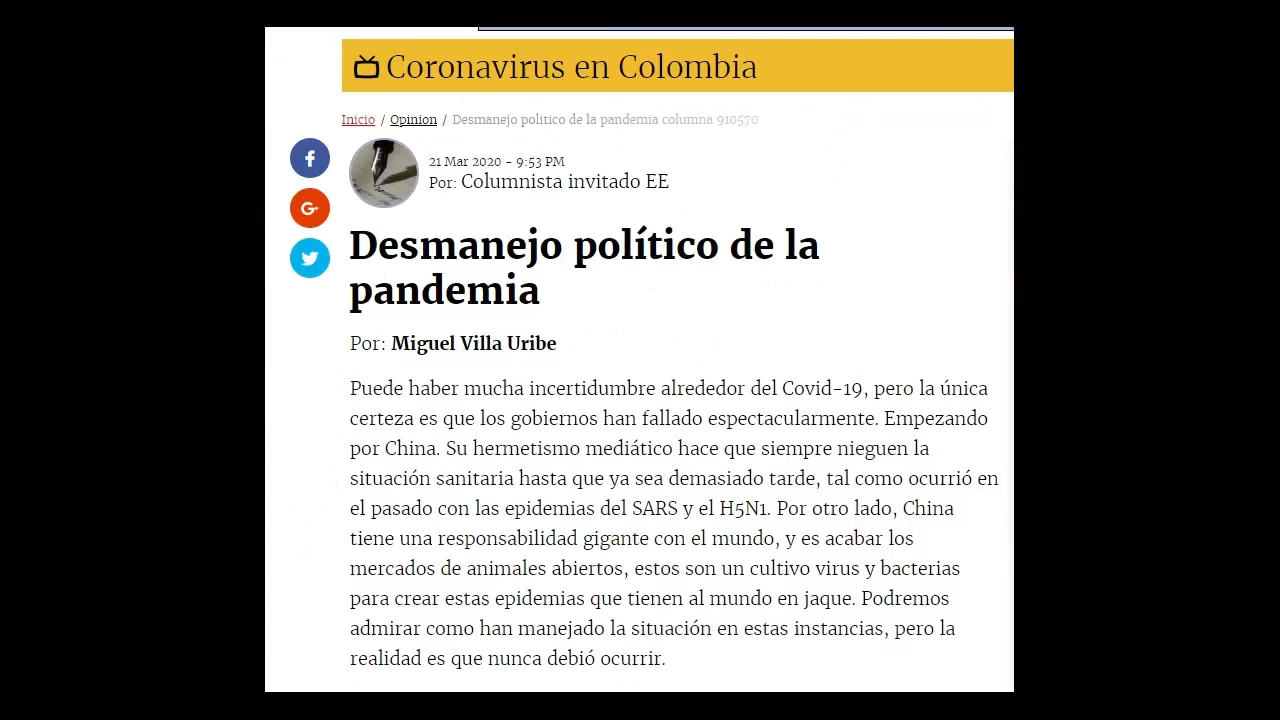 Coronavirus en Colombia
Inicio / Opinion / Desmanejo politico de la pandemia columna 910570
21 Mar 2020 - 9:53 PM
Por: Columnista invitado EE
Desmanejo político de la
pandemia
Por: Miguel Villa Uribe
Puede haber mucha incertidumbre alrededor del Covid-19, pero la única
certeza es que los gobiernos han fallado espectacularmente. Empezando
por China. Su hermetismo mediático hace que siempre nieguen la
situación sanitaria hasta que ya sea demasiado tarde, tal como ocurrió en
el pasado con las epidemias del SARS y el H5N1. Por otro lado, China
tiene una responsabilidad gigante con el mundo, y es acabar los
mercados de animales abiertos, estos son un cultivo virus y bacterias
para crear estas epidemias que tienen al mundo en jaque. Podremos
admirar como han manejado la situación en estas instancias, pero la
realidad es que nunca debió ocurrir.